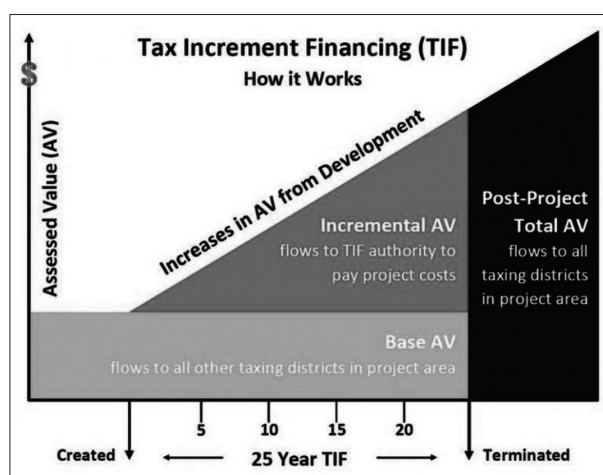 Tax Increment Financing (TIF)
How it Works
$
Assessed Value (AV)
Increases in AV from Development
Incremental AV
flows to TIF authority to
pay project costs
Post-Project
Total AV
flows to all
taxing districts
in project area
Base AV
flows to all other taxing districts in project area
5
10
15
20
Created
25 Year TIF
Terminated